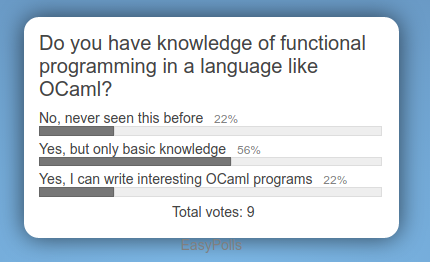 Do you have knowledge of functional
programming in a language like
OCaml?
No, never seen this before 22%
Yes, but only basic knowledge 56%
Yes, I can write interesting OCaml programs 22%
Total votes: 9
EasyPolls